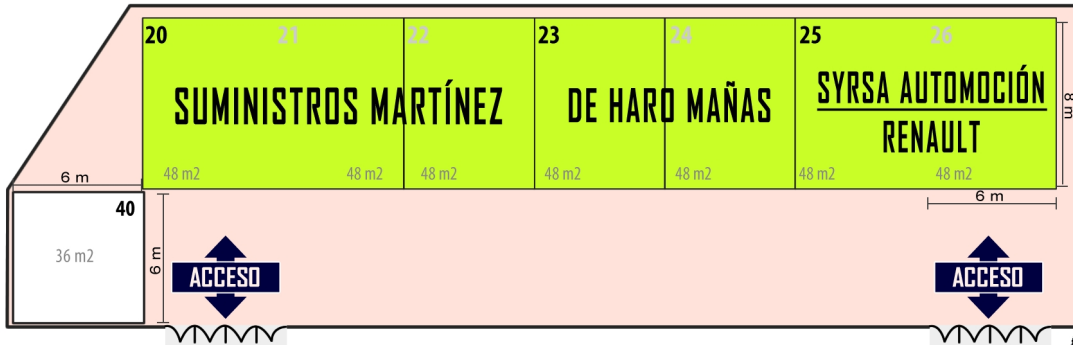 20 21 22 23 24 25 26
SUMINISTROS MARTÍNEZ
DE HARO MAÑAS
SYRSA AUTOMOCIÓN
RENAULT
8 m
48 m2 48 m2 48 m2 48 m2 48 m2 48 m2 48 m2
6 m
6 m
40
36 m2
6 m
ACCESO
ACCESO